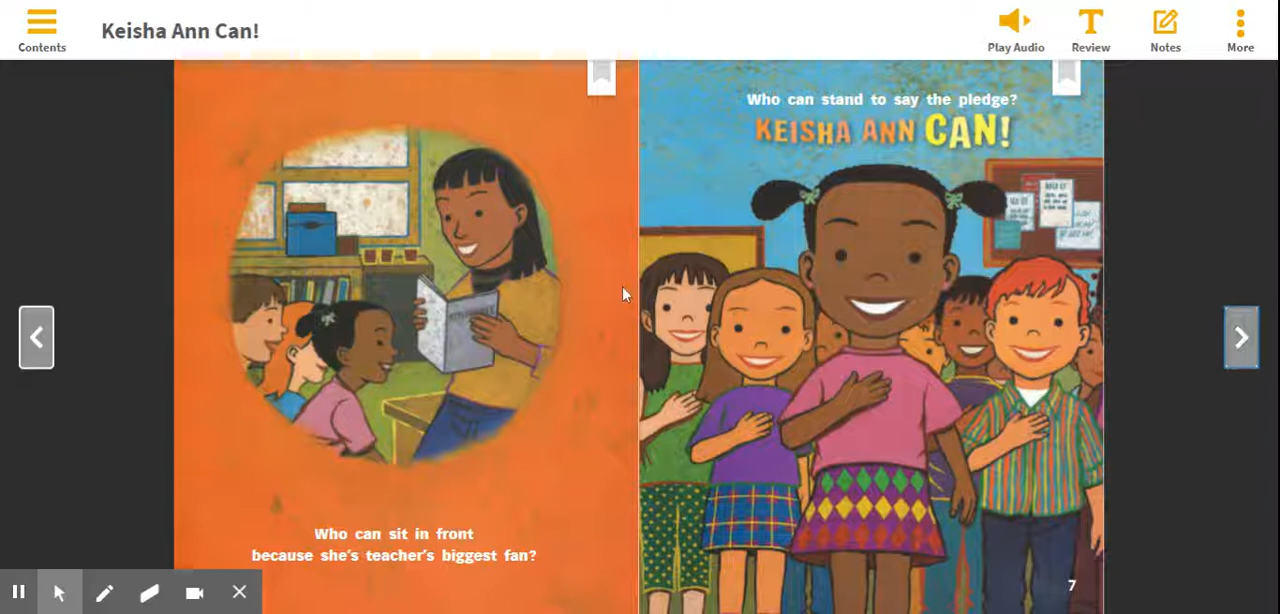 Contents
Keisha Ann Can!
Play Audio
Review
Notes
More
Who can sit in front
because she's teacher's biggest fan?
Who can stand to say the pledge?
KEISHA ANN CAN!
7